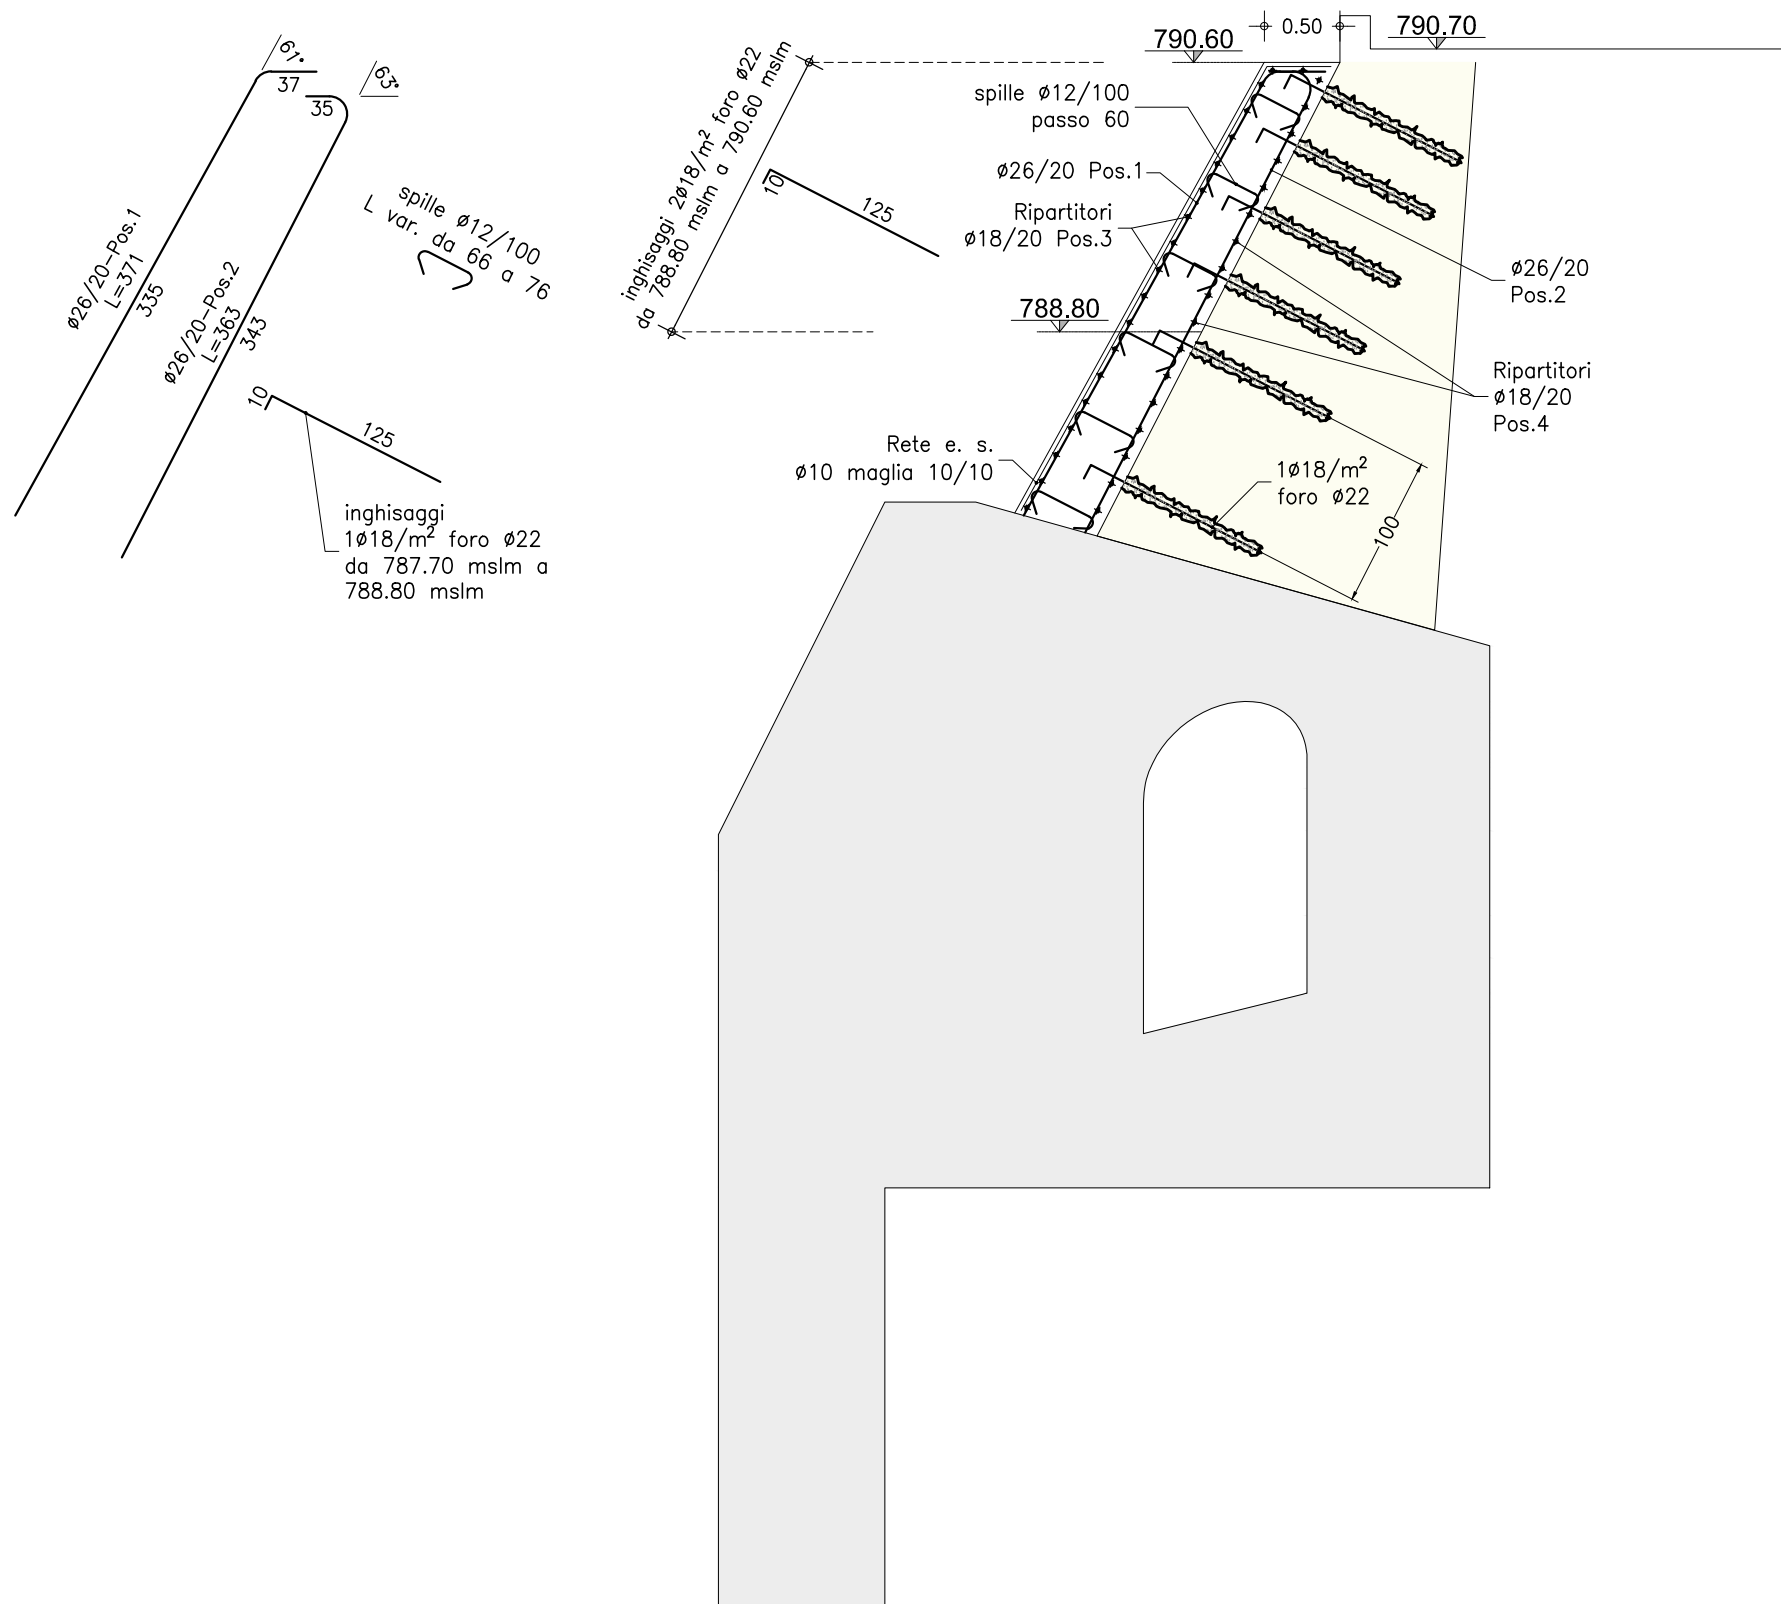 61°
37
63°
35
ø26/20-Pos.1
L=371
335
ø26/20-Pos.2
L=363
343
spille ø12/100
L var. da 66 a 76
10
125
inghisaggi
1ø18/m² foro ø22
da 787.70 mslm a
788.80 mslm
inghisaggi 2ø18/m² foro ø22
da 788.80 mslm a 790.60 mslm
10
125
0.50
790.60
790.70
spille ø12/100
passo 60
ø26/20 Pos.1
Ripartitori
ø18/20 Pos.3
788.80
Rete e. s.
ø10 maglia 10/10
ø26/20
Pos.2
Ripartitori
ø18/20
Pos.4
1ø18/m²
foro ø22
100